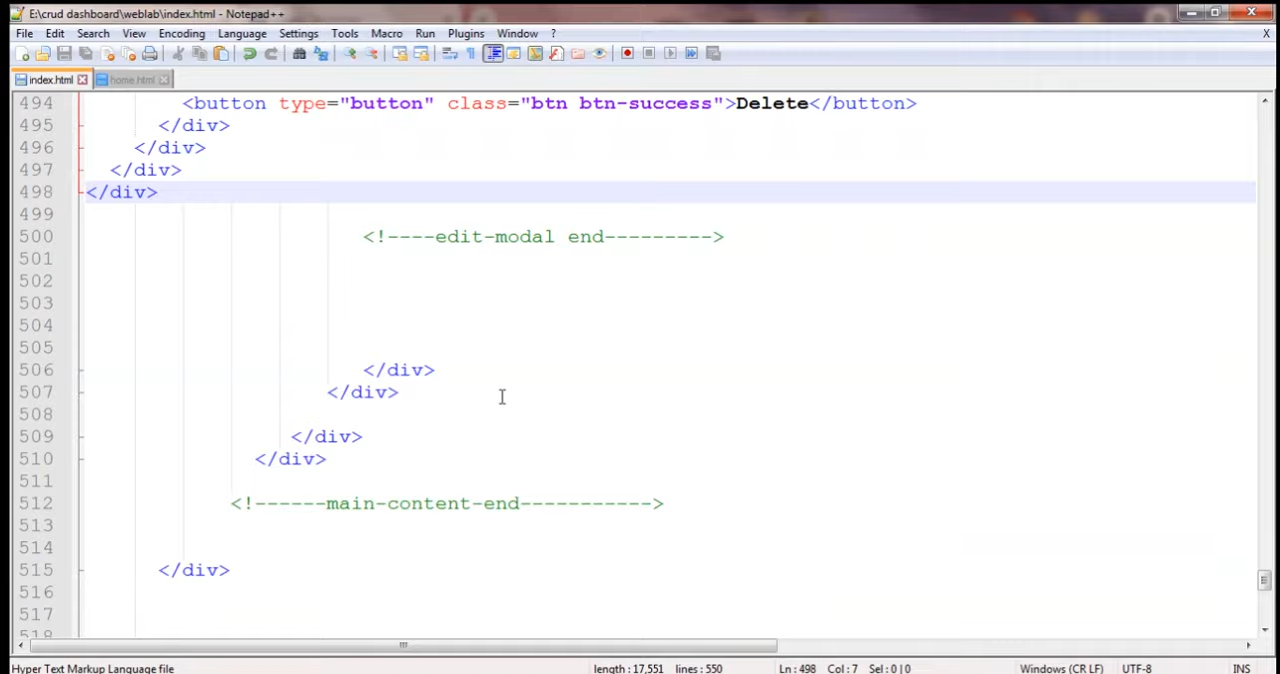 E:\crud dashboard\weblab\index.html - Notepad++
File Edit Search View Encoding Language Settings Tools Macro Run Plugins Window ? X
index.html home.html
494 <button type="button" class="btn btn-success">Delete</button>
495 </div>
496 </div>
497 </div>
498 </div>
499
500 <!----edit-modal end--------->
501
502
503
504
505
506 </div>
507 </div>
508
509 </div>
510 </div>
511
512 <!------main-content-end----------->
513
514
515 </div>
516
517
518
Hyper Text Markup Language file length : 17,551 lines : 550 Ln : 498 Col : 7 Sel : 0 | 0 Windows (CR LF) UTF-8 INS